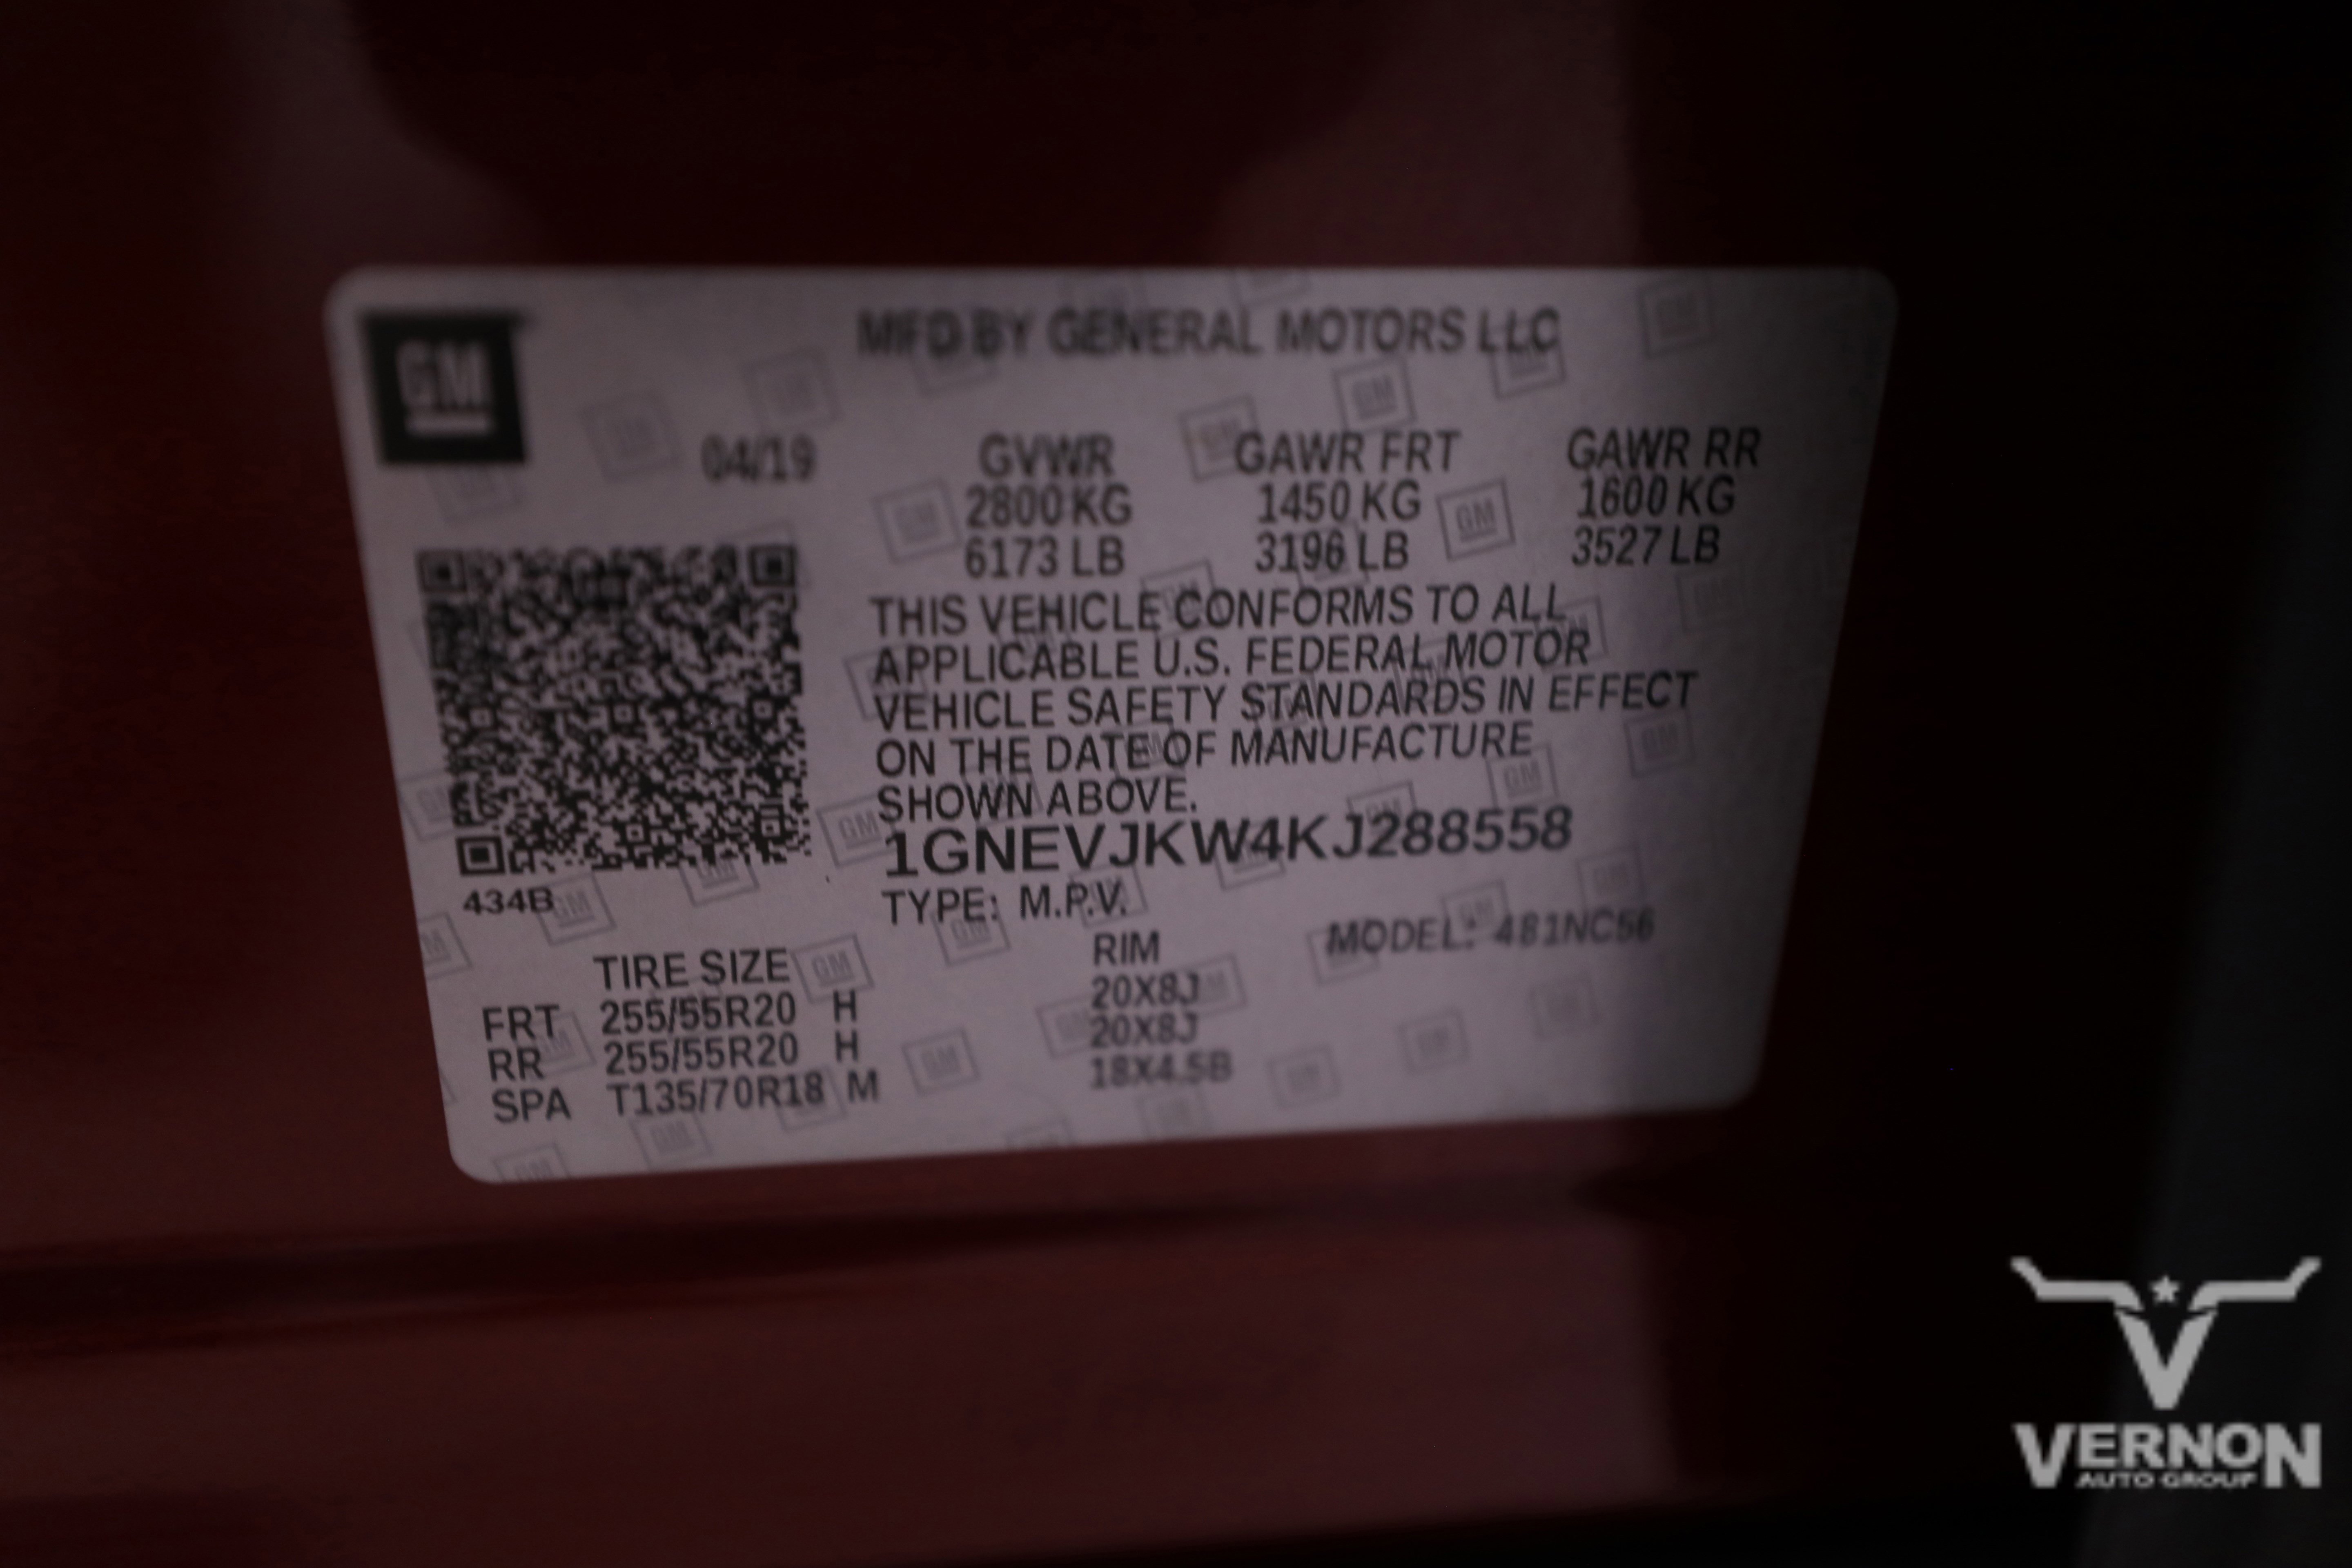 GM
MFD BY GENERAL MOTORS LLC
04/19 GVWR GAWR FRT GAWR RR
2800 KG 1450 KG 1600 KG
6173 LB 3196 LB 3527 LB
THIS VEHICLE CONFORMS TO ALL
APPLICABLE U.S. FEDERAL MOTOR
VEHICLE SAFETY STANDARDS IN EFFECT
ON THE DATE OF MANUFACTURE
SHOWN ABOVE.
1GNEVJKW4KJ288558
434B
TYPE: M.P.V.
MODEL: 481NC56
TIRE SIZE RIM
FRT 255/55R20 H 20X8J
RR 255/55R20 H 20X8J
SPA T135/70R18 M 18X4.5B
VERNON
AUTO GROUP